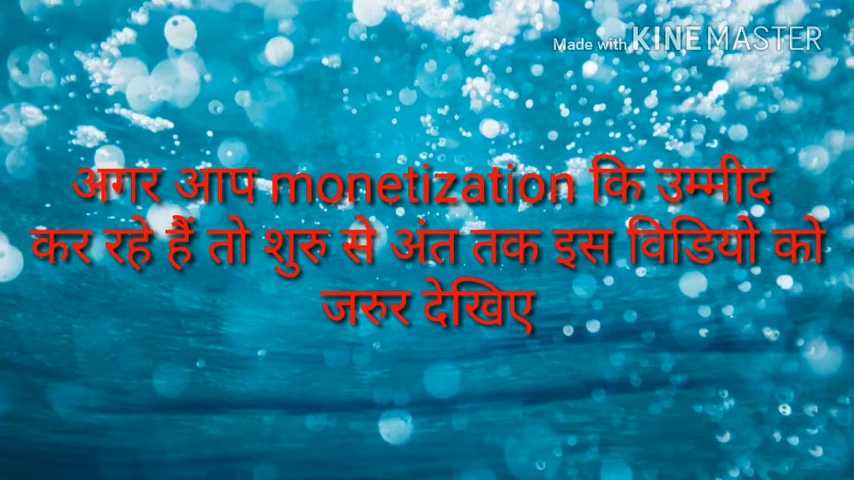 Made with KINEMASTER
अगर आप monetization कि उम्मीद
कर रहे हैं तो शुरु से अंत तक इस विडियो को
जरुर देखिए